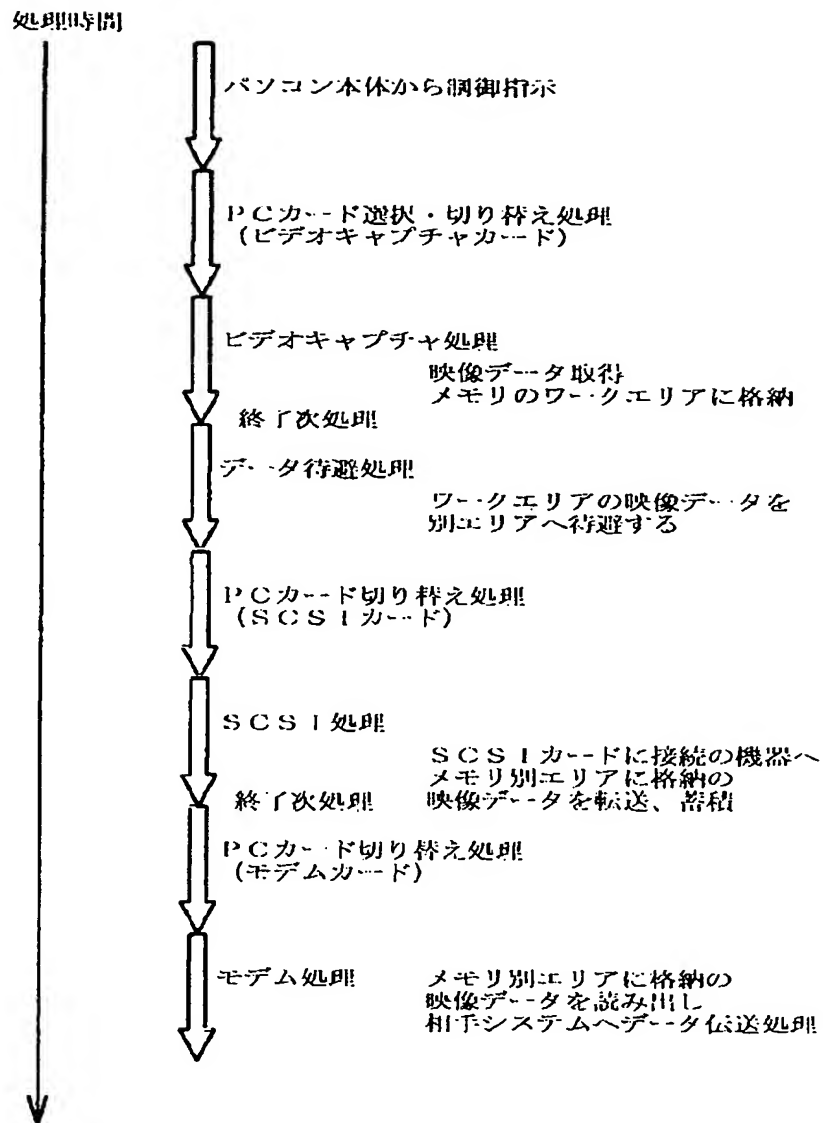 処理時間
パソコン本体から制御指示
PCカード選択・切り替え処理
(ビデオキャプチャカード)
ビデオキャプチャ処理
映像データ取得
メモリのワークエリアに格納
終了次処理
データ待避処理
ワークエリアの映像データを
別エリアへ待避する
PCカード切り替え処理
(SCSIカード)
SCSI処理
SCSIカードに接続の機器へ
メモリ別エリアに格納の
映像データを転送、蓄積
終了次処理
PCカード切り替え処理
(モデムカード)
モデム処理
メモリ別エリアに格納の
映像データを読み出し
相手システムへデータ伝送処理